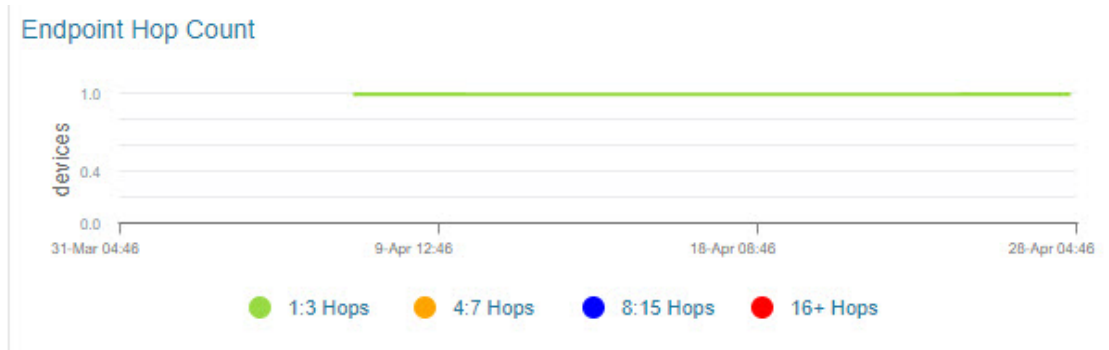 Endpoint Hop Count
1.0
devices
0.4
0.0
31-Mar 04:46 9-Apr 12:46 18-Apr 08:46 28-Apr 04:46
1:3 Hops 4:7 Hops 8:15 Hops 16+ Hops